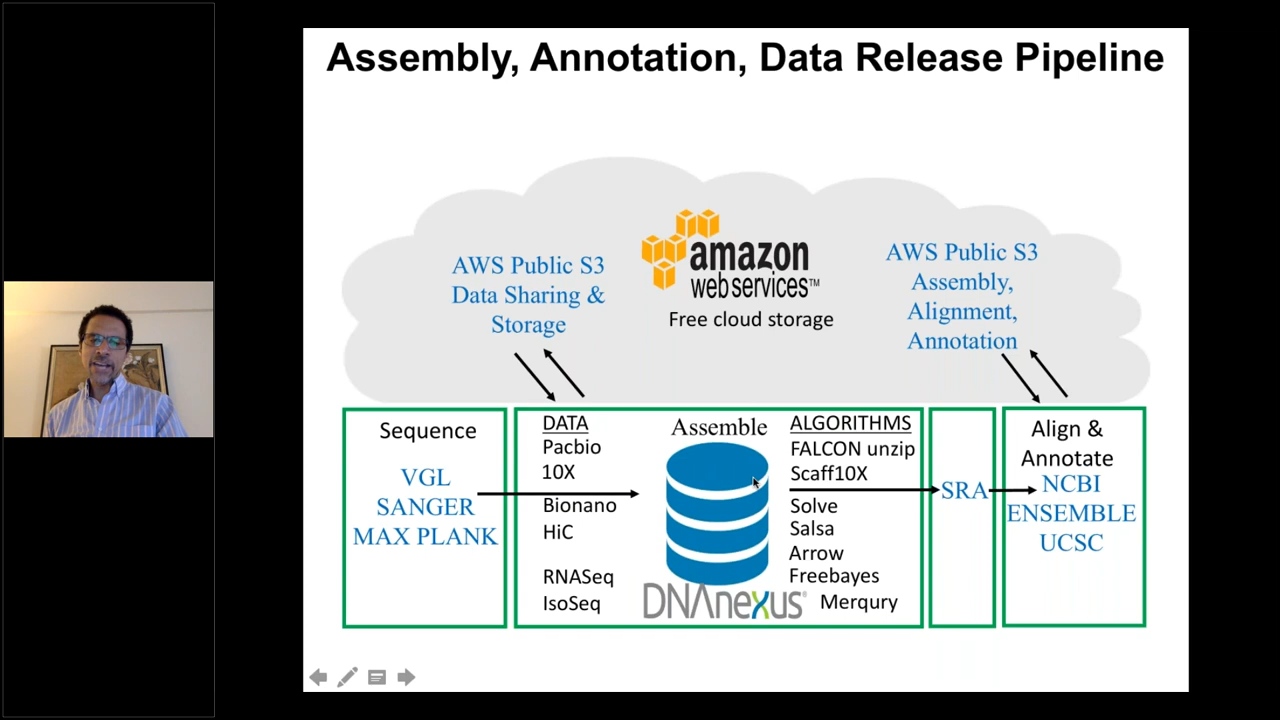 Assembly, Annotation, Data Release Pipeline
AWS Public S3
Data Sharing &
Storage
amazon
webservices™
Free cloud storage
AWS Public S3
Assembly,
Alignment,
Annotation
Sequence
VGL
SANGER
MAX PLANK
DATA
Pacbio
10X
Bionano
HiC
RNASeq
IsoSeq
Assemble
DNAnexus®
ALGORITHMS
FALCON unzip
Scaff10X
Solve
Salsa
Arrow
Freebayes
Merqury
SRA
Align &
Annotate
NCBI
ENSEMBLE
UCSC